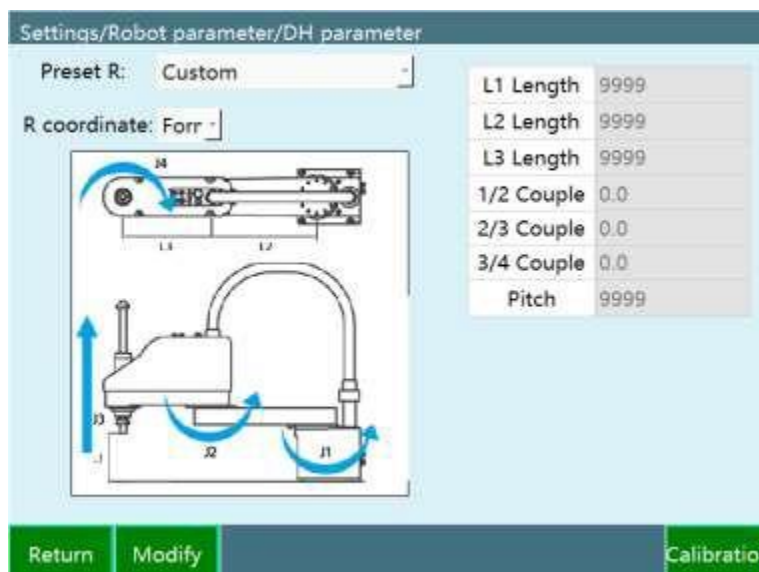 Settings/Robot parameter/DH parameter
Preset R: Custom
R coordinate: Forr
L1 Length 9999
L2 Length 9999
L3 Length 9999
1/2 Couple 0.0
2/3 Couple 0.0
3/4 Couple 0.0
Pitch 9999
J4
L3 L2
J3
J2
J1
Return Modify Calibratio